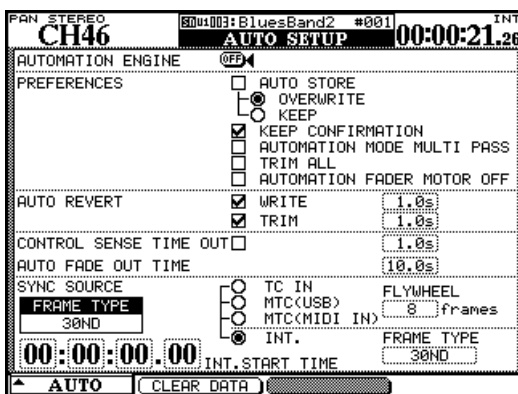 PAN STEREO CH46
SDU1003:BluesBand2 #001
INT
AUTO SETUP
00:00:21.26
AUTOMATION ENGINE OFF
PREFERENCES
AUTO STORE
OVERWRITE
KEEP
KEEP CONFIRMATION
AUTOMATION MODE MULTI PASS
TRIM ALL
AUTOMATION FADER MOTOR OFF
AUTO REVERT
WRITE 1.0s
TRIM 1.0s
CONTROL SENSE TIME OUT 1.0s
AUTO FADE OUT TIME 10.0s
SYNC SOURCE
FRAME TYPE
30ND
TC IN
MTC(USB)
MTC(MIDI IN)
INT.
FLYWHEEL
8 frames
FRAME TYPE
30ND
00:00:00.00 INT.START TIME
AUTO CLEAR DATA